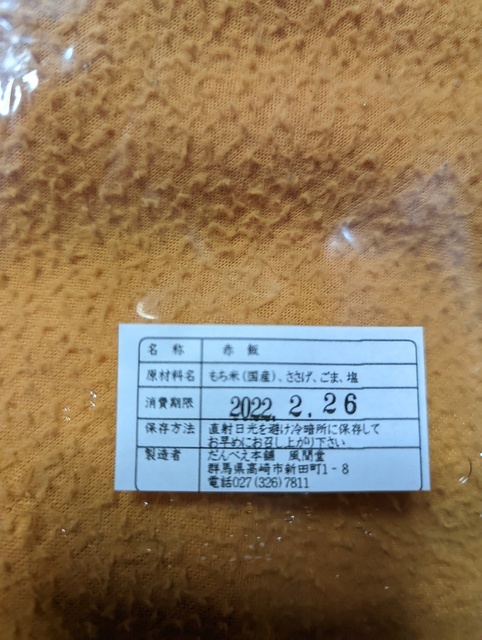 名 称 赤 飯
原材料名 もち米(国産)、ささげ、ごま、塩
消費期限 2022. 2. 26
保存方法 直射日光を避け冷暗所に保存して
お早めにお召し上がり下さい
製造者 だんべえ本舗 風間堂
群馬県高崎市新田町1-8
電話027(326)7811